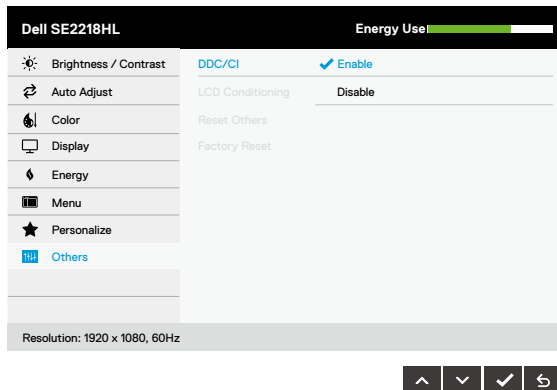 Dell SE2218HL Energy Use
Brightness / Contrast DDC/CI Enable
Auto Adjust LCD Conditioning Disable
Color Reset Others
Display Factory Reset
Energy
Menu
Personalize
Others
Resolution: 1920 x 1080, 60Hz